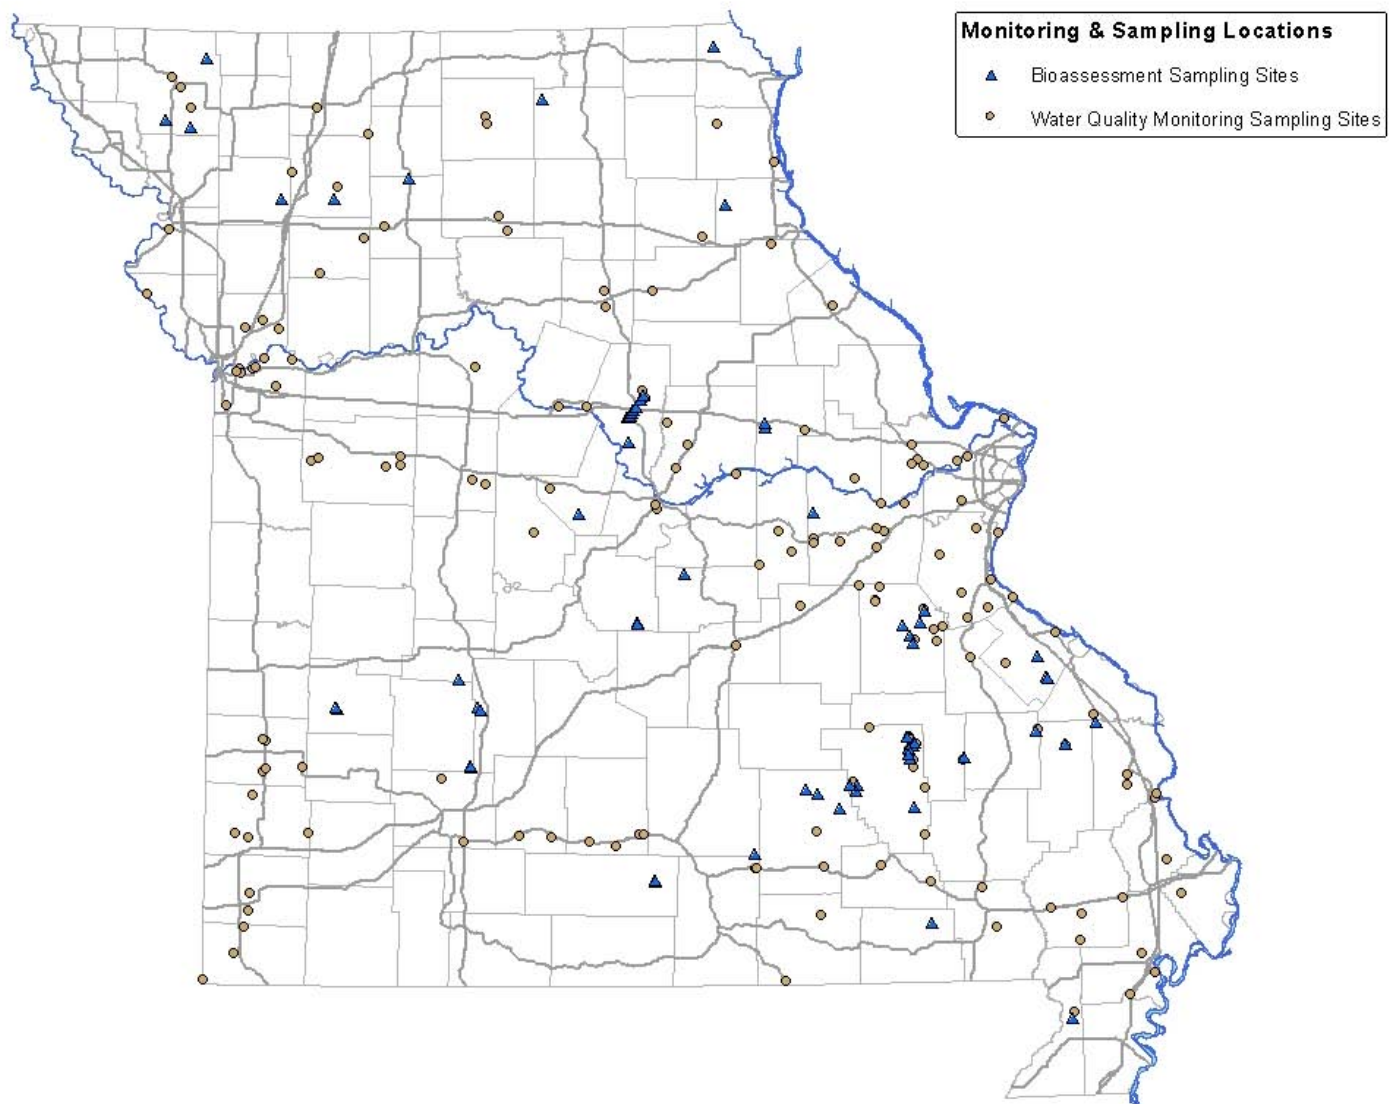 Monitoring & Sampling Locations
Bioassessment Sampling Sites
Water Quality Monitoring Sampling Sites